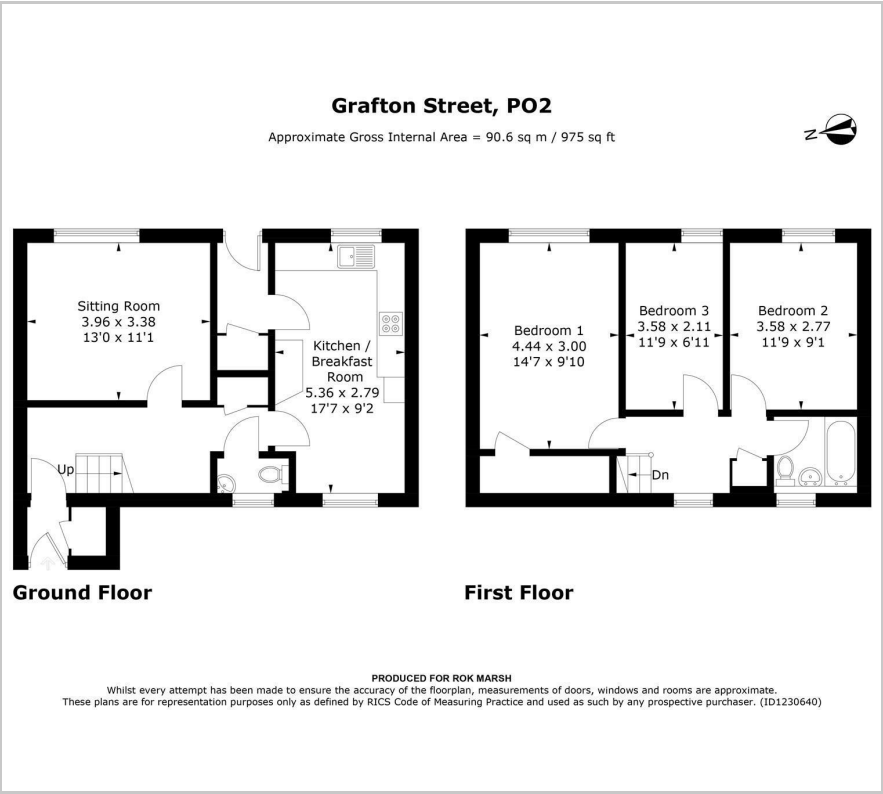 Grafton Street, PO2
Approximate Gross Internal Area = 90.6 sq m / 975 sq ft
N
Sitting Room
3.96 x 3.38
13'0 x 11'1
Kitchen /
Breakfast
Room
5.36 x 2.79
17'7 x 9'2
Up
Bedroom 1
4.44 x 3.00
14'7 x 9'10
Bedroom 3
3.58 x 2.11
11'9 x 6'11
Bedroom 2
3.58 x 2.77
11'9 x 9'1
Dn
Ground Floor
First Floor
PRODUCED FOR ROK MARSH
Whilst every attempt has been made to ensure the accuracy of the floorplan, measurements of doors, windows and rooms are approximate.
These plans are for representation purposes only as defined by RICS Code of Measuring Practice and used as such by any prospective purchaser. (ID1230640)